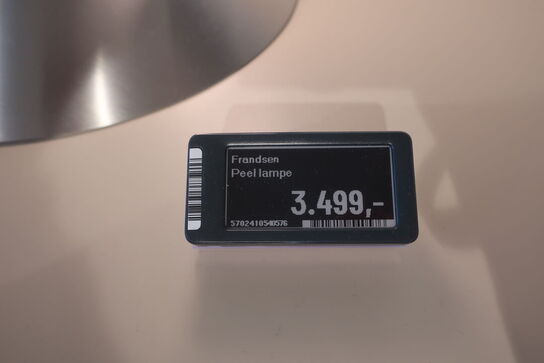 Frandsen
Peel lampe
3.499,-
5702410540576